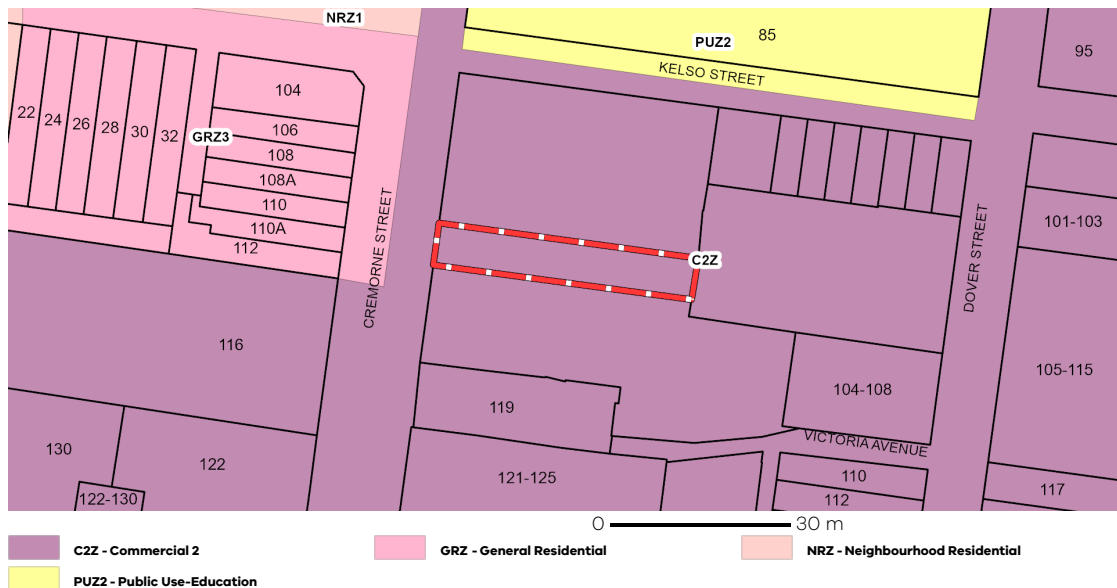 NRZ1
85
PUZ2
95
KELSO STREET
104
22
24
26
28
30
32
GRZ3
106
108
108A
110
110A
112
CREMORNE STREET
101-103
DOVER STREET
C2Z
116
105-115
104-108
119
VICTORIA AVENUE
130
122
121-125
110
112
117
122-130
0 30 m
C2Z - Commercial 2
GRZ - General Residential
NRZ - Neighbourhood Residential
PUZ2 - Public Use-Education